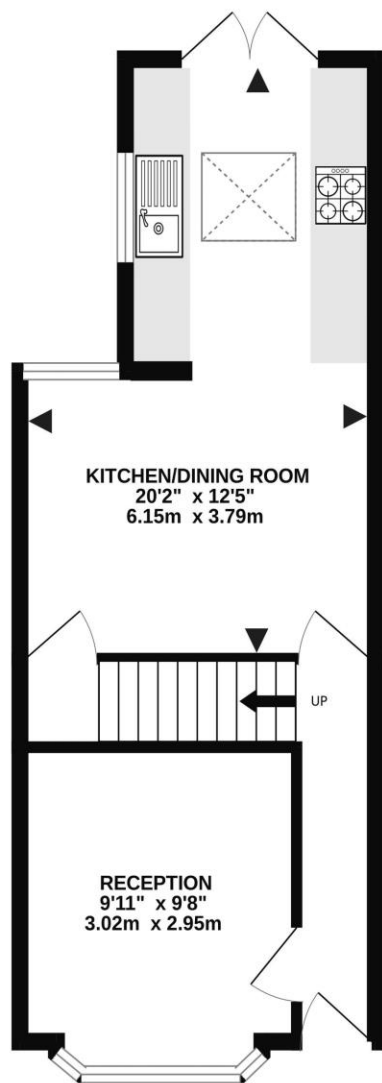 KITCHEN/DINING ROOM
20'2" x 12'5"
6.15m x 3.79m
UP
RECEPTION
9'11" x 9'8"
3.02m x 2.95m